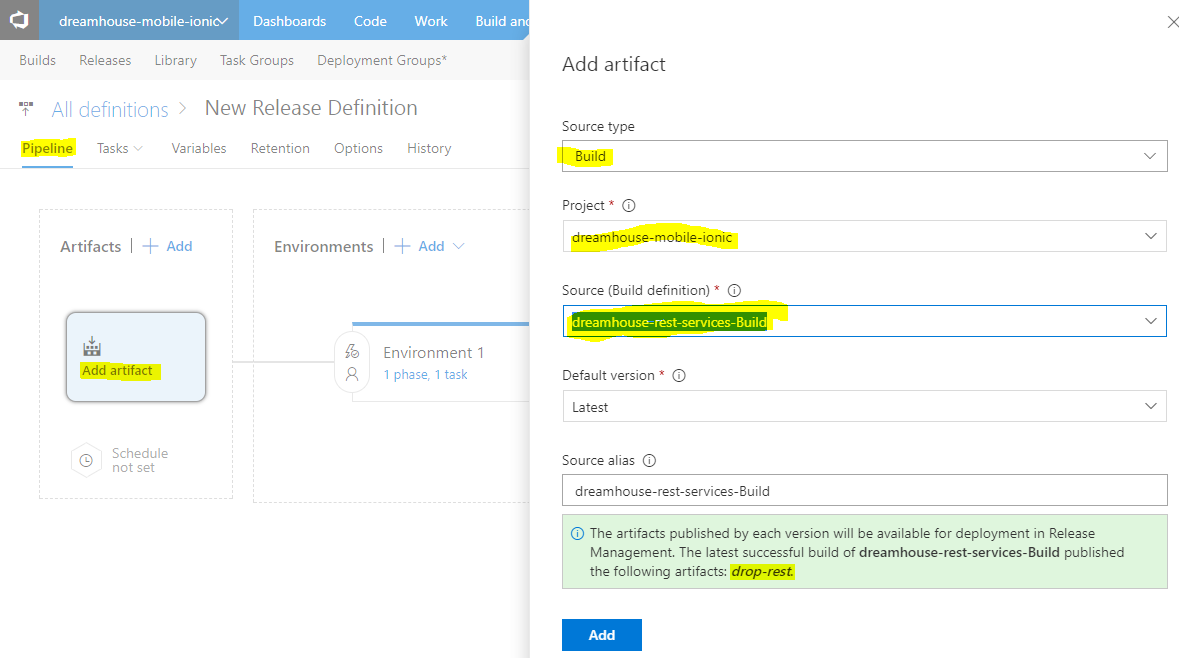 dreamhouse-mobile-ionic Dashboards Code Work Build an
Builds Releases Library Task Groups Deployment Groups*
All definitions > New Release Definition
Pipeline Tasks Variables Retention Options History
Artifacts | + Add
Environments | + Add
Add artifact
Environment 1
1 phase, 1 task
Schedule
not set
Add artifact
Source type
Build
Project *
dreamhouse-mobile-ionic
Source (Build definition) *
dreamhouse-rest-services-Build
Default version *
Latest
Source alias
dreamhouse-rest-services-Build
The artifacts published by each version will be available for deployment in Release
Management. The latest successful build of dreamhouse-rest-services-Build published
the following artifacts: drop-rest.
Add